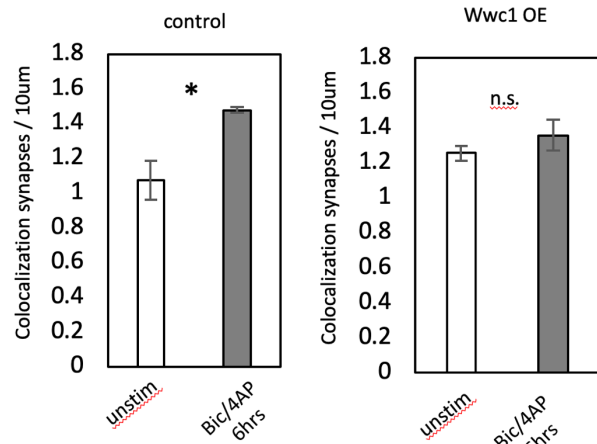 control
Colocalization synapses / 10um
1.8
1.6
1.4
1.2
1
0.8
0.6
0.4
0.2
0
*
unstim
Bic/4AP
6hrs
Wwc1 OE
Colocalization synapses / 10um
1.8
1.6
1.4
1.2
1
0.8
0.6
0.4
0.2
0
n.s.
unstim
Bic/4AP
6hrs